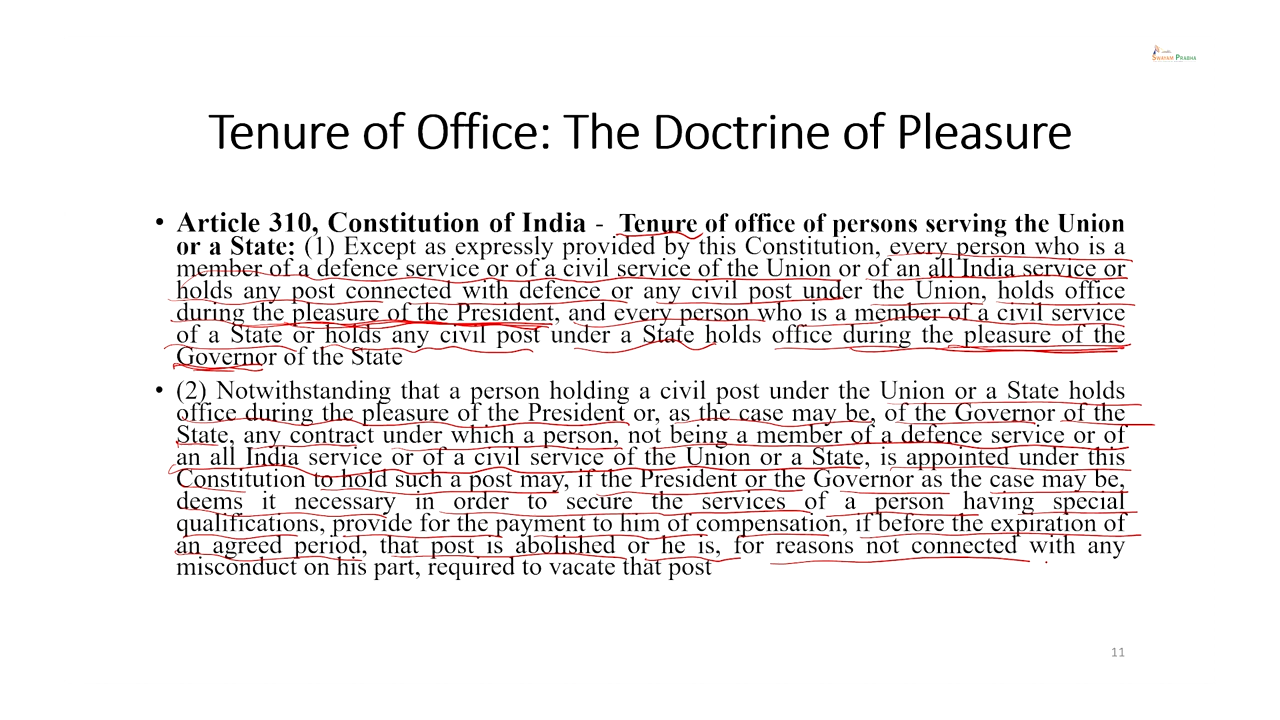 SWAYAM PRABHA
Tenure of Office: The Doctrine of Pleasure
• Article 310, Constitution of India - Tenure of office of persons serving the Union
or a State: (1) Except as expressly provided by this Constitution, every person who is a
member of a defence service or of a civil service of the Union or of an all India service or
holds any post connected with defence or any civil post under the Union, holds office
during the pleasure of the President, and every person who is a member of a civil service
of a State or holds any civil post under a State holds office during the pleasure of the
Governor of the State
• (2) Notwithstanding that a person holding a civil post under the Union or a State holds
office during the pleasure of the President or, as the case may be, of the Governor of the
State, any contract under which a person, not being a member of a defence service or of
an all India service or of a civil service of the Union or a State, is appointed under this
Constitution to hold such a post may, if the President or the Governor as the case may be,
deems it necessary in order to secure the services of a person having special
qualifications, provide for the payment to him of compensation, if before the expiration of
an agreed period, that post is abolished or he is, for reasons not connected with any
misconduct on his part, required to vacate that post
11